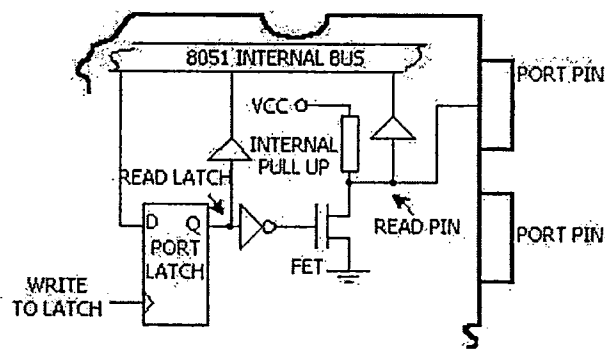 8051 INTERNAL BUS
PORT PIN
VCC
INTERNAL
PULL UP
READ LATCH
READ PIN
D
Q
PORT
LATCH
FET
PORT PIN
WRITE
TO LATCH